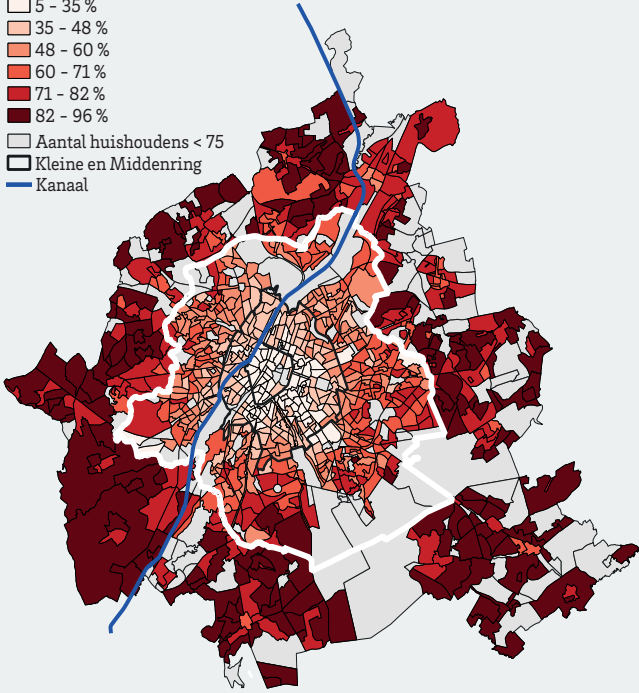 5 – 35 %
35 – 48 %
48 – 60 %
60 – 71 %
71 – 82 %
82 – 96 %
Aantal huishoudens < 75
Kleine en Middenring
Kanaal